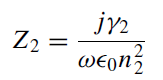 Z₂ = jγ₂ / ωϵ₀n₂²